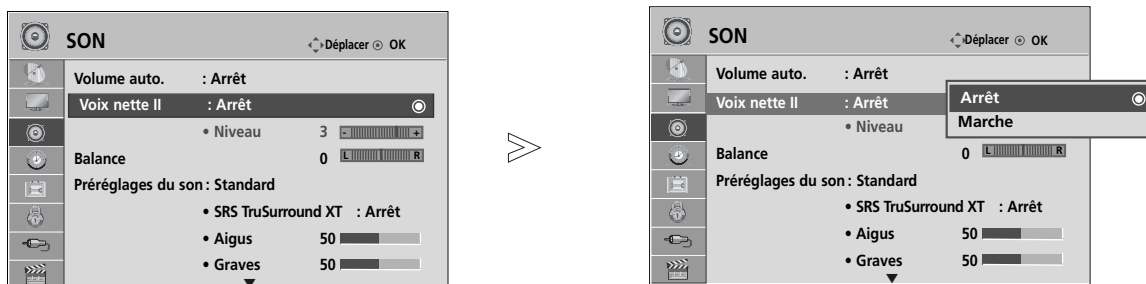 SON
Déplacer OK
Volume auto. : Arrêt
Voix nette II : Arrêt
• Niveau 3 - +
Balance 0 L R
Préréglages du son : Standard
• SRS TruSurround XT : Arrêt
• Aigus 50
• Graves 50
SON
Déplacer OK
Volume auto. : Arrêt
Voix nette II : Arrêt
• Niveau
Arrêt
Marche
Balance 0 L R
Préréglages du son : Standard
• SRS TruSurround XT : Arrêt
• Aigus 50
• Graves 50